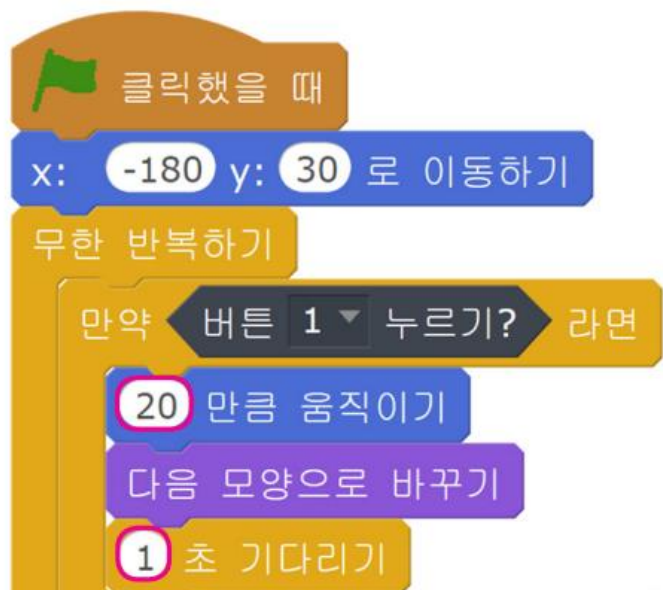 클릭했을 때
x: -180 y: 30 로 이동하기
무한 반복하기
만약 버튼 1 누르기? 라면
20 만큼 움직이기
다음 모양으로 바꾸기
1 초 기다리기